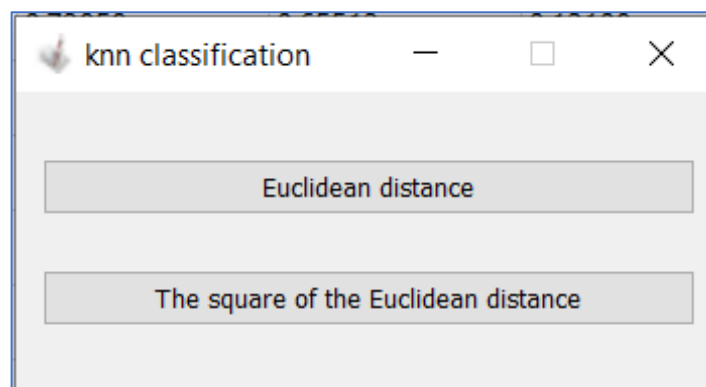 knn classification
Euclidean distance
The square of the Euclidean distance